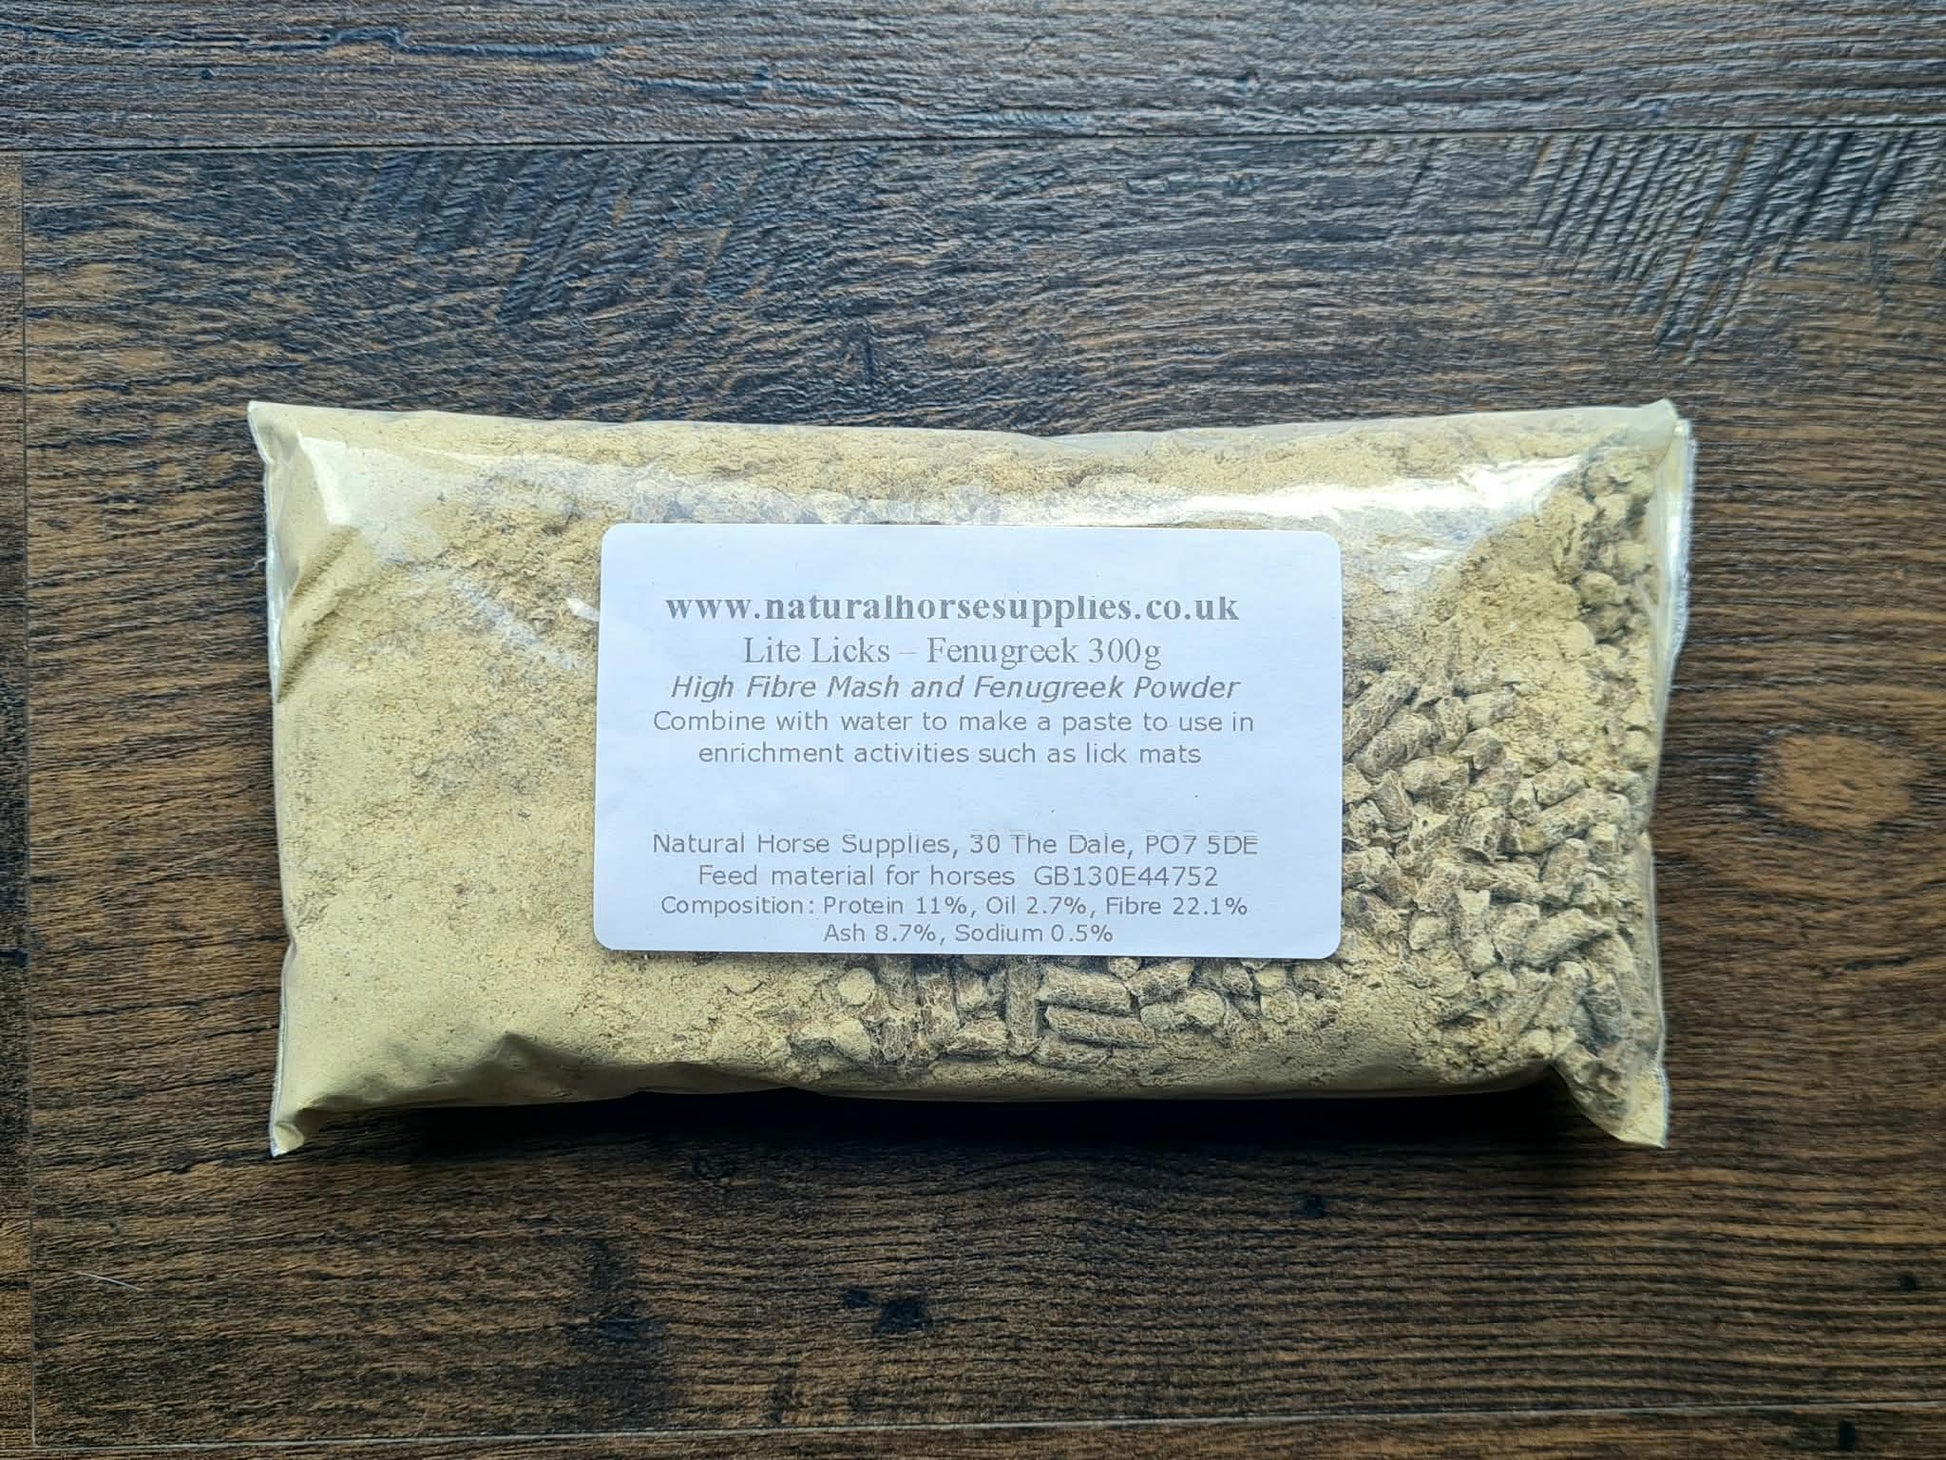 www.naturalhorsesupplies.co.uk
Lite Licks – Fenugreek 300g
High Fibre Mash and Fenugreek Powder
Combine with water to make a paste to use in
enrichment activities such as lick mats
Natural Horse Supplies, 30 The Dale, PO7 5DE
Feed material for horses GB130E44752
Composition: Protein 11%, Oil 2.7%, Fibre 22.1%
Ash 8.7%, Sodium 0.5%